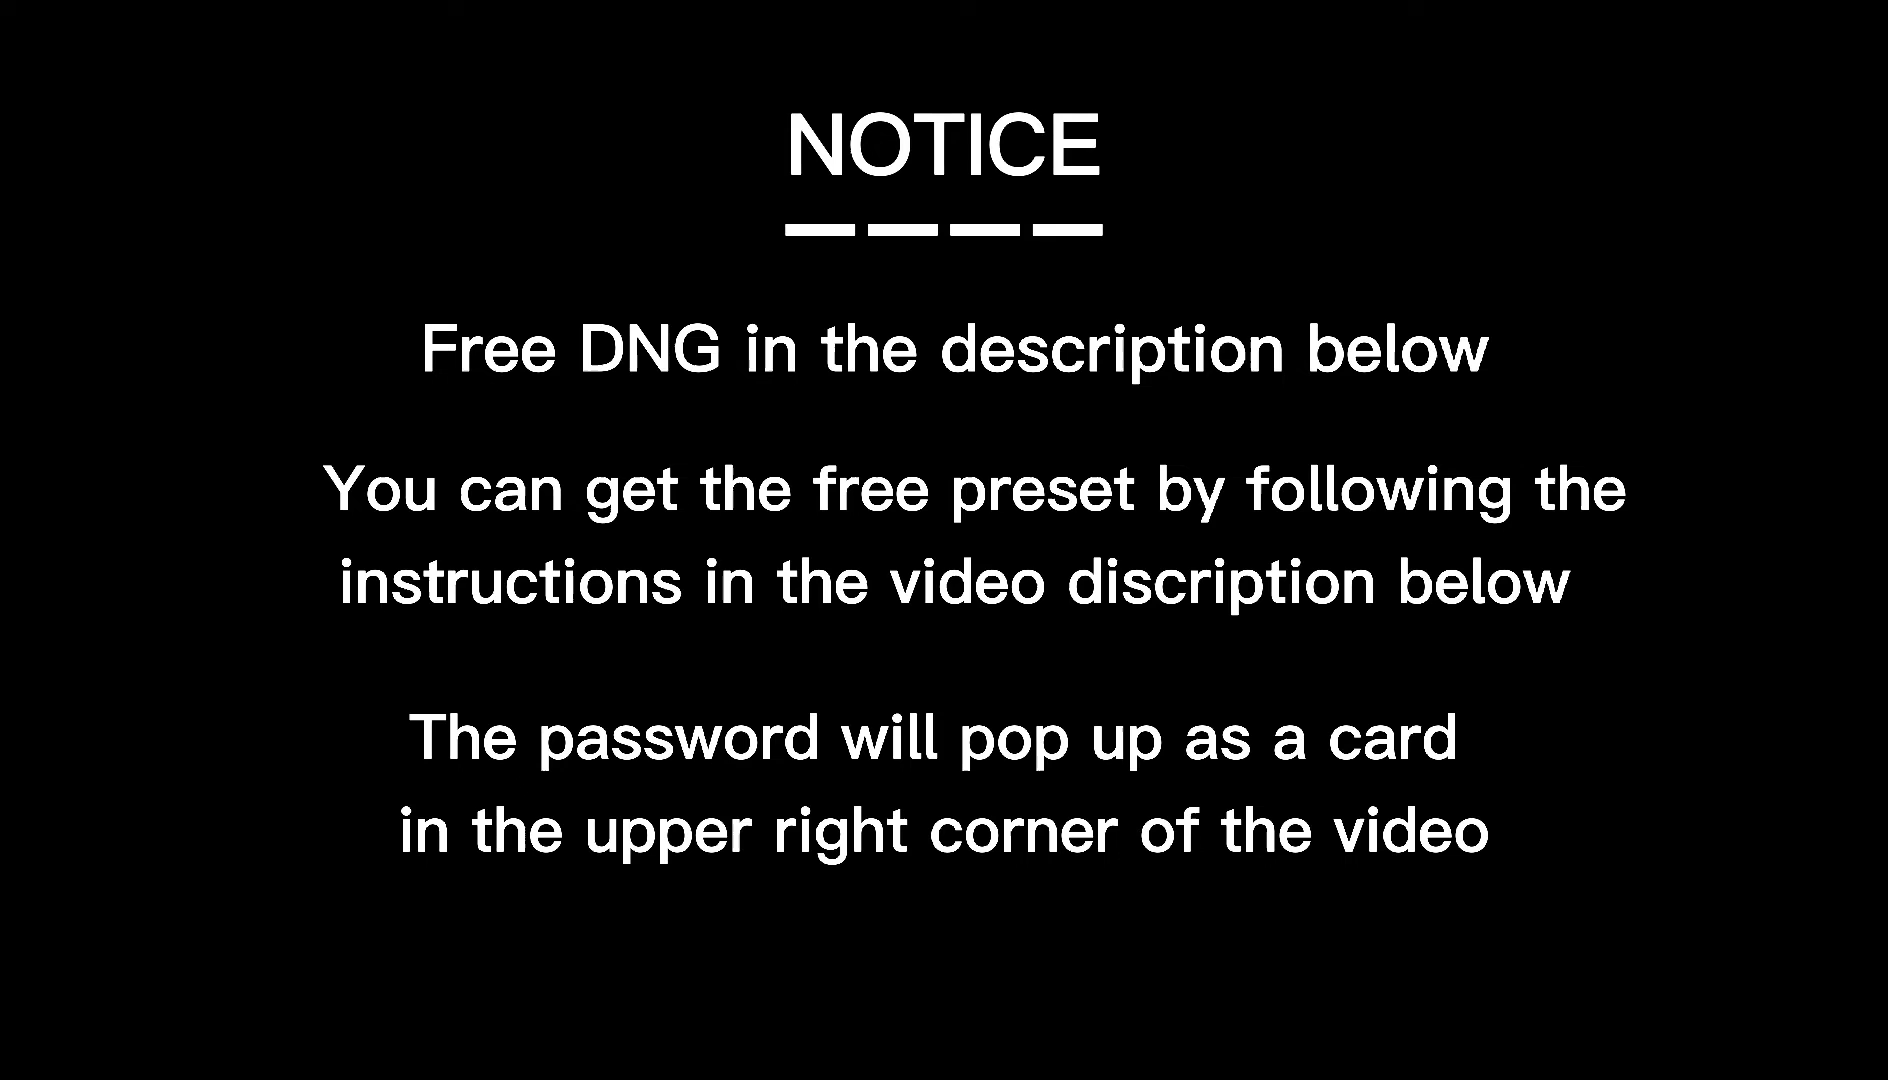 NOTICE
Free DNG in the description below
You can get the free preset by following the
instructions in the video discription below
The password will pop up as a card
in the upper right corner of the video